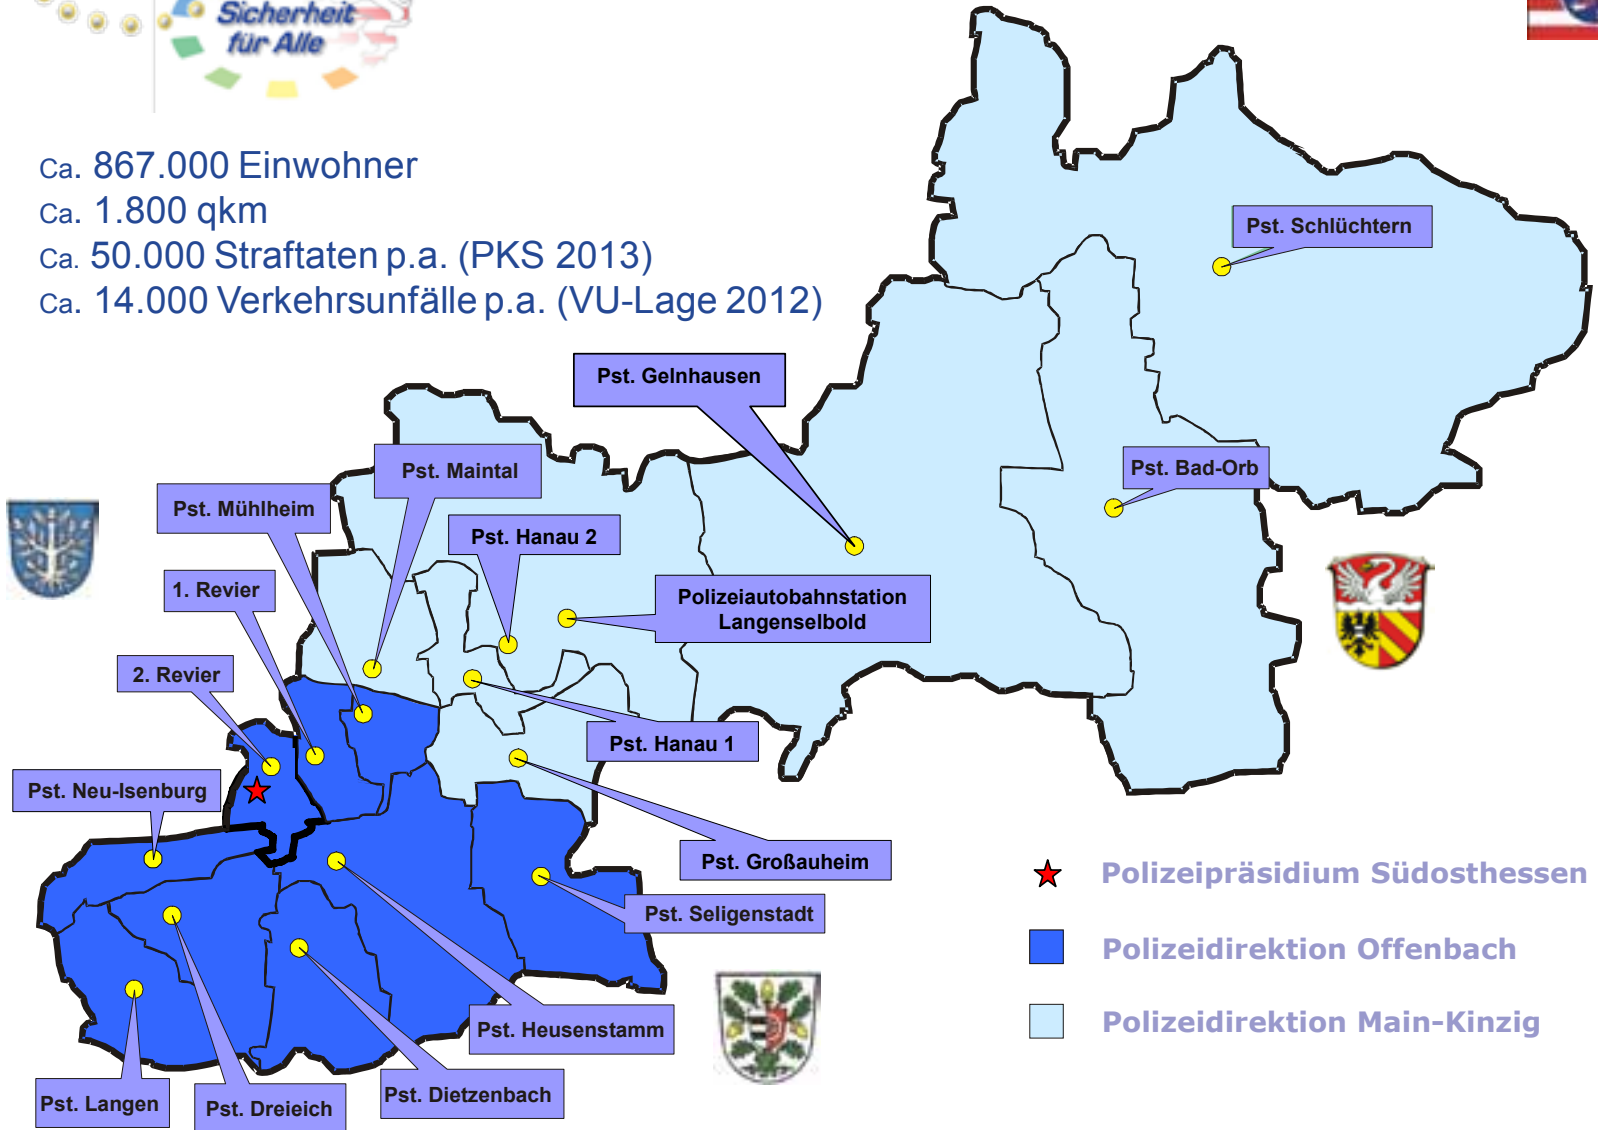 Sicherheit
für Alle
Ca. 867.000 Einwohner
Ca. 1.800 qkm
Ca. 50.000 Straftaten p.a. (PKS 2013)
Ca. 14.000 Verkehrsunfälle p.a. (VU-Lage 2012)
Pst. Schlüchtern
Pst. Gelnhausen
Pst. Maintal
Pst. Bad-Orb
Pst. Mühlheim
Pst. Hanau 2
1. Revier
Polizeiautobahnstation
Langenselbold
2. Revier
Pst. Hanau 1
Pst. Neu-Isenburg
Pst. Großauheim
Polizeipräsidium Südosthessen
Pst. Seligenstadt
Polizeidirektion Offenbach
Pst. Heusenstamm
Polizeidirektion Main-Kinzig
Pst. Dietzenbach
Pst. Langen
Pst. Dreieich